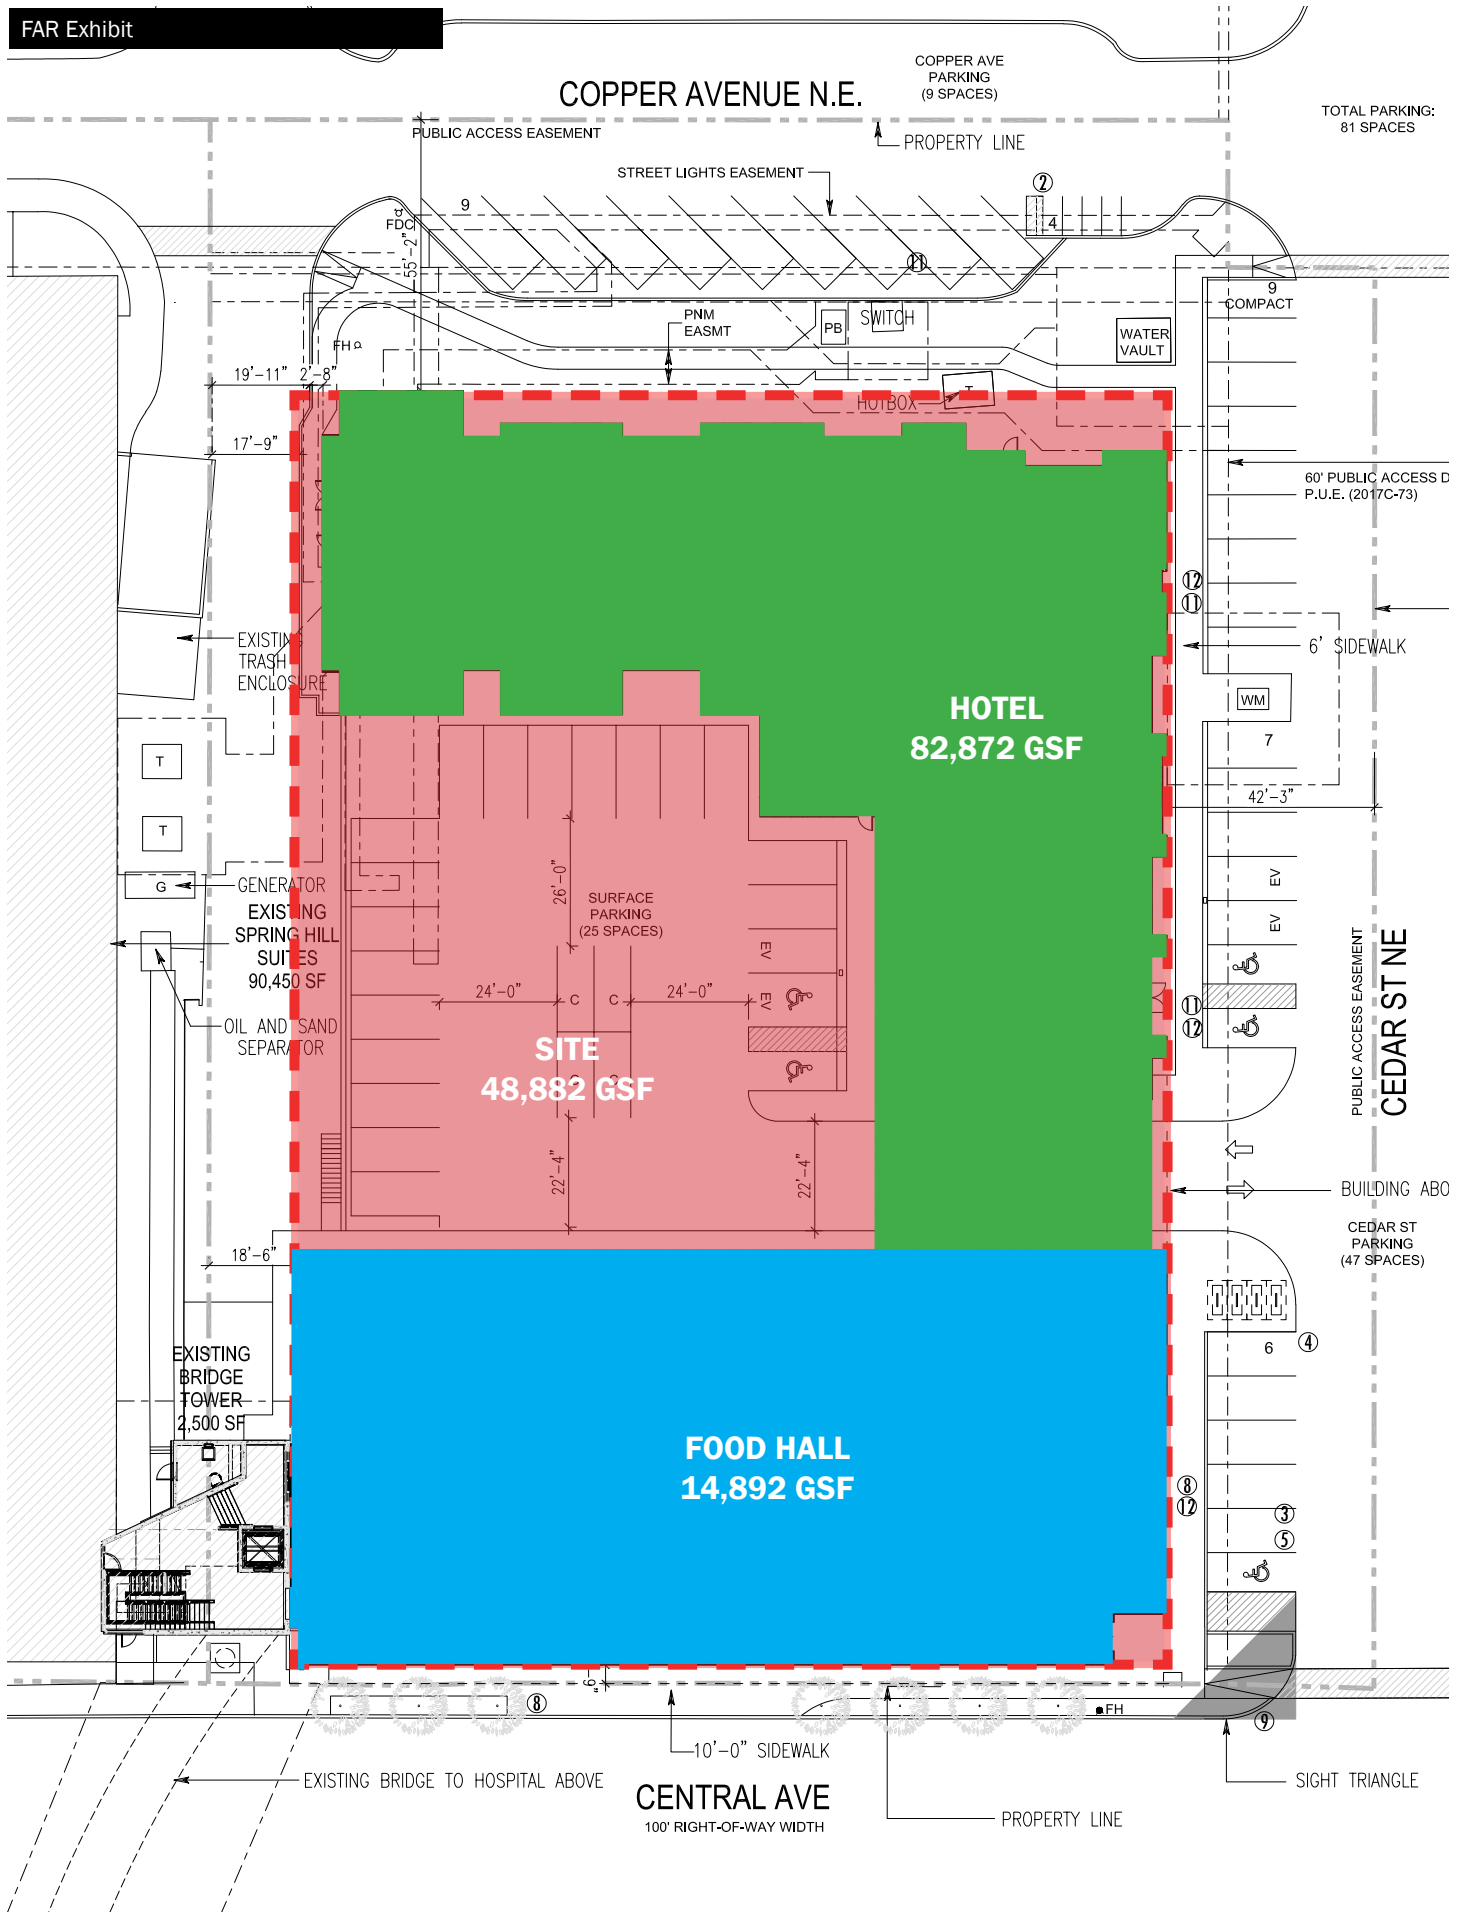 FAR Exhibit
COPPER AVENUE N.E.
COPPER AVE
PARKING
(9 SPACES)
TOTAL PARKING:
81 SPACES
PUBLIC ACCESS EASEMENT
PROPERTY LINE
STREET LIGHTS EASEMENT
2
9
4
FDC
55'-2"
11
9
COMPACT
PNM
EASMT
PB
SWITCH
WATER
VAULT
FH
19'-11"
2'-8"
HOTBOX
T
17'-9"
60' PUBLIC ACCESS D
P.U.E. (2017C-73)
12
11
EXISTING
TRASH
ENCLOSURE
6' SIDEWALK
HOTEL
82,872 GSF
WM
7
T
42'-3"
T
26'-0"
GENERATOR
G
SURFACE
PARKING
(25 SPACES)
EV
EV
EXISTING
SPRING HILL
SUITES
90,450 SF
EV
EV
24'-0"
C
C
24'-0"
11
12
PUBLIC ACCESS EASEMENT
CEDAR ST NE
OIL AND SAND
SEPARATOR
SITE
48,882 GSF
C
C
22'-4"
22'-4"
BUILDING ABO
CEDAR ST
PARKING
(47 SPACES)
18'-6"
6
4
EXISTING
BRIDGE
TOWER
2,500 SF
FOOD HALL
14,892 GSF
8
12
3
5
6"
8
FH
9
10'-0" SIDEWALK
EXISTING BRIDGE TO HOSPITAL ABOVE
CENTRAL AVE
100' RIGHT-OF-WAY WIDTH
PROPERTY LINE
SIGHT TRIANGLE